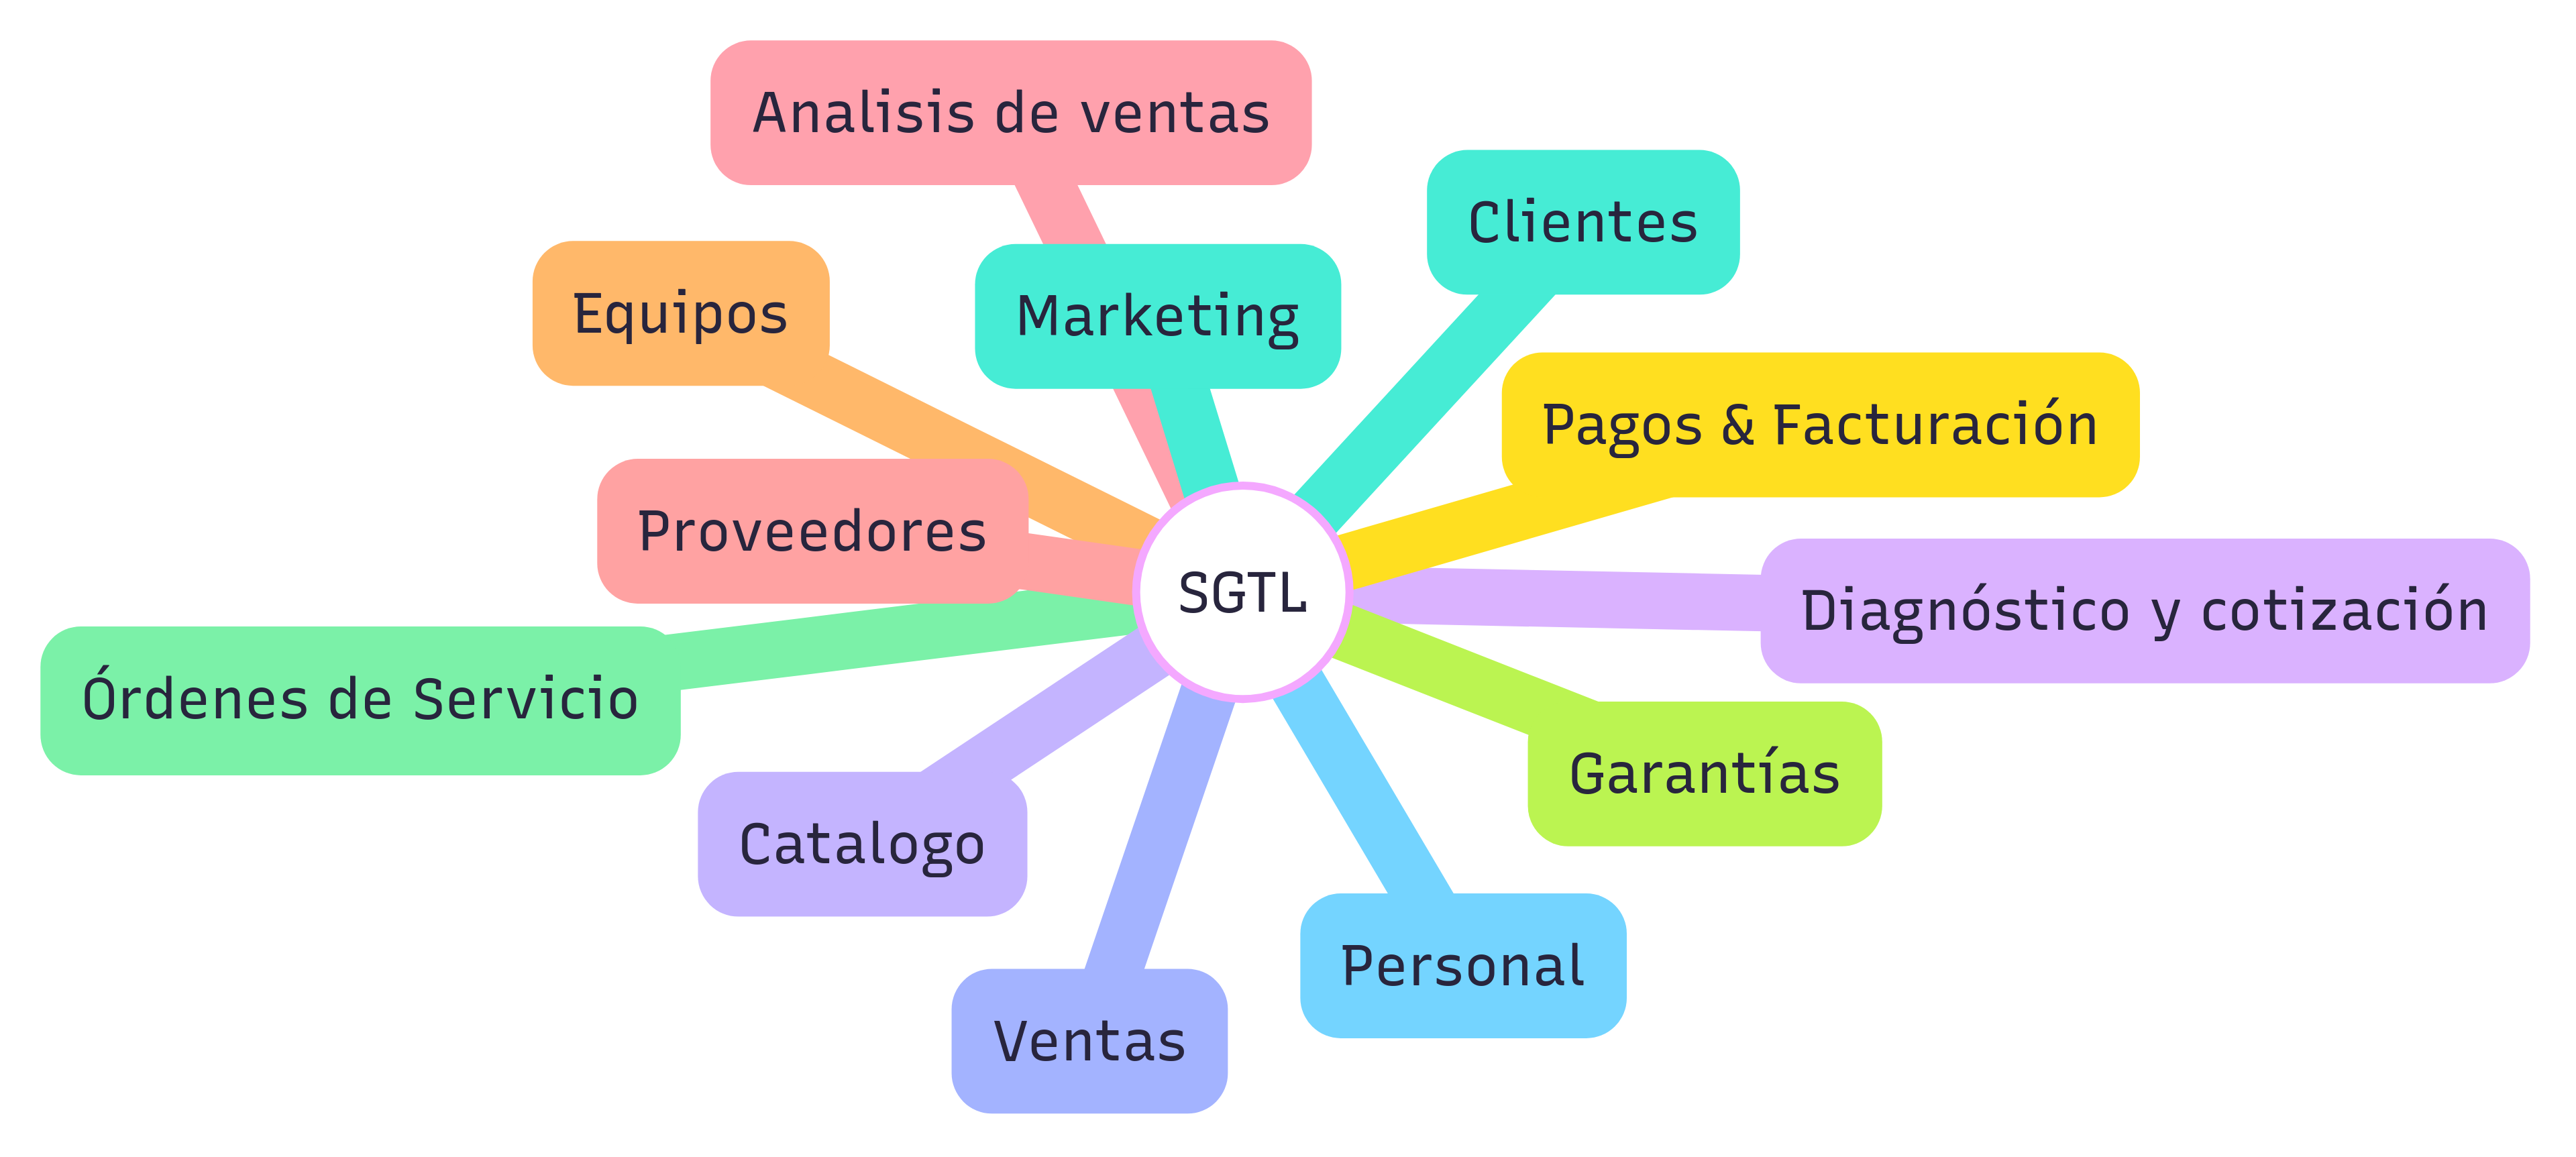 Analisis de ventas
Clientes
Equipos
Marketing
Pagos & Facturación
Proveedores
SGTL
Diagnóstico y cotización
Órdenes de Servicio
Garantías
Catalogo
Personal
Ventas